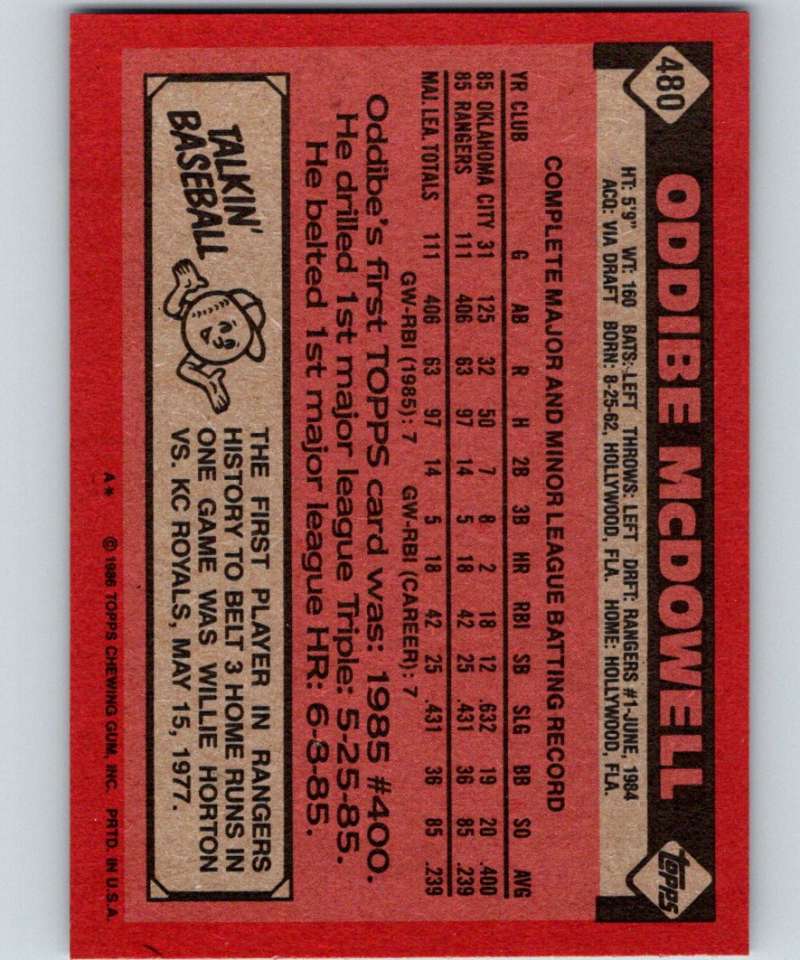 480
ODDIBE McDOWELL
TOPPS
HT: 5'9" WT: 160 BATS: LEFT THROWS: LEFT DRFT: RANGERS #1-JUNE, 1984
ACQ: VIA DRAFT BORN: 8-25-62, HOLLYWOOD, FLA. HOME: HOLLYWOOD, FLA.
COMPLETE MAJOR AND MINOR LEAGUE BATTING RECORD
YR CLUB G AB R H 2B 3B HR RBI SB SLG BB SO AVG
85 OKLAHOMA CITY 31 125 32 50 7 8 2 18 12 .632 19 20 .400
85 RANGERS 111 406 63 97 14 5 18 42 25 .431 36 85 .239
MAJ. LEA. TOTALS 111 406 63 97 14 5 18 42 25 .431 36 85 .239
GW-RBI (1985): 7 GW-RBI (CAREER): 7
Oddibe's first TOPPS card was: 1985 #400.
He drilled 1st major league Triple: 5-25-85.
He belted 1st major league HR: 6-8-85.
TALKIN'
BASEBALL
THE FIRST PLAYER IN RANGERS
HISTORY TO BELT 3 HOME RUNS IN
ONE GAME WAS WILLIE HORTON
VS. KC ROYALS, MAY 15, 1977.
A* © 1986 TOPPS CHEWING GUM, INC. PRTD. IN U.S.A.